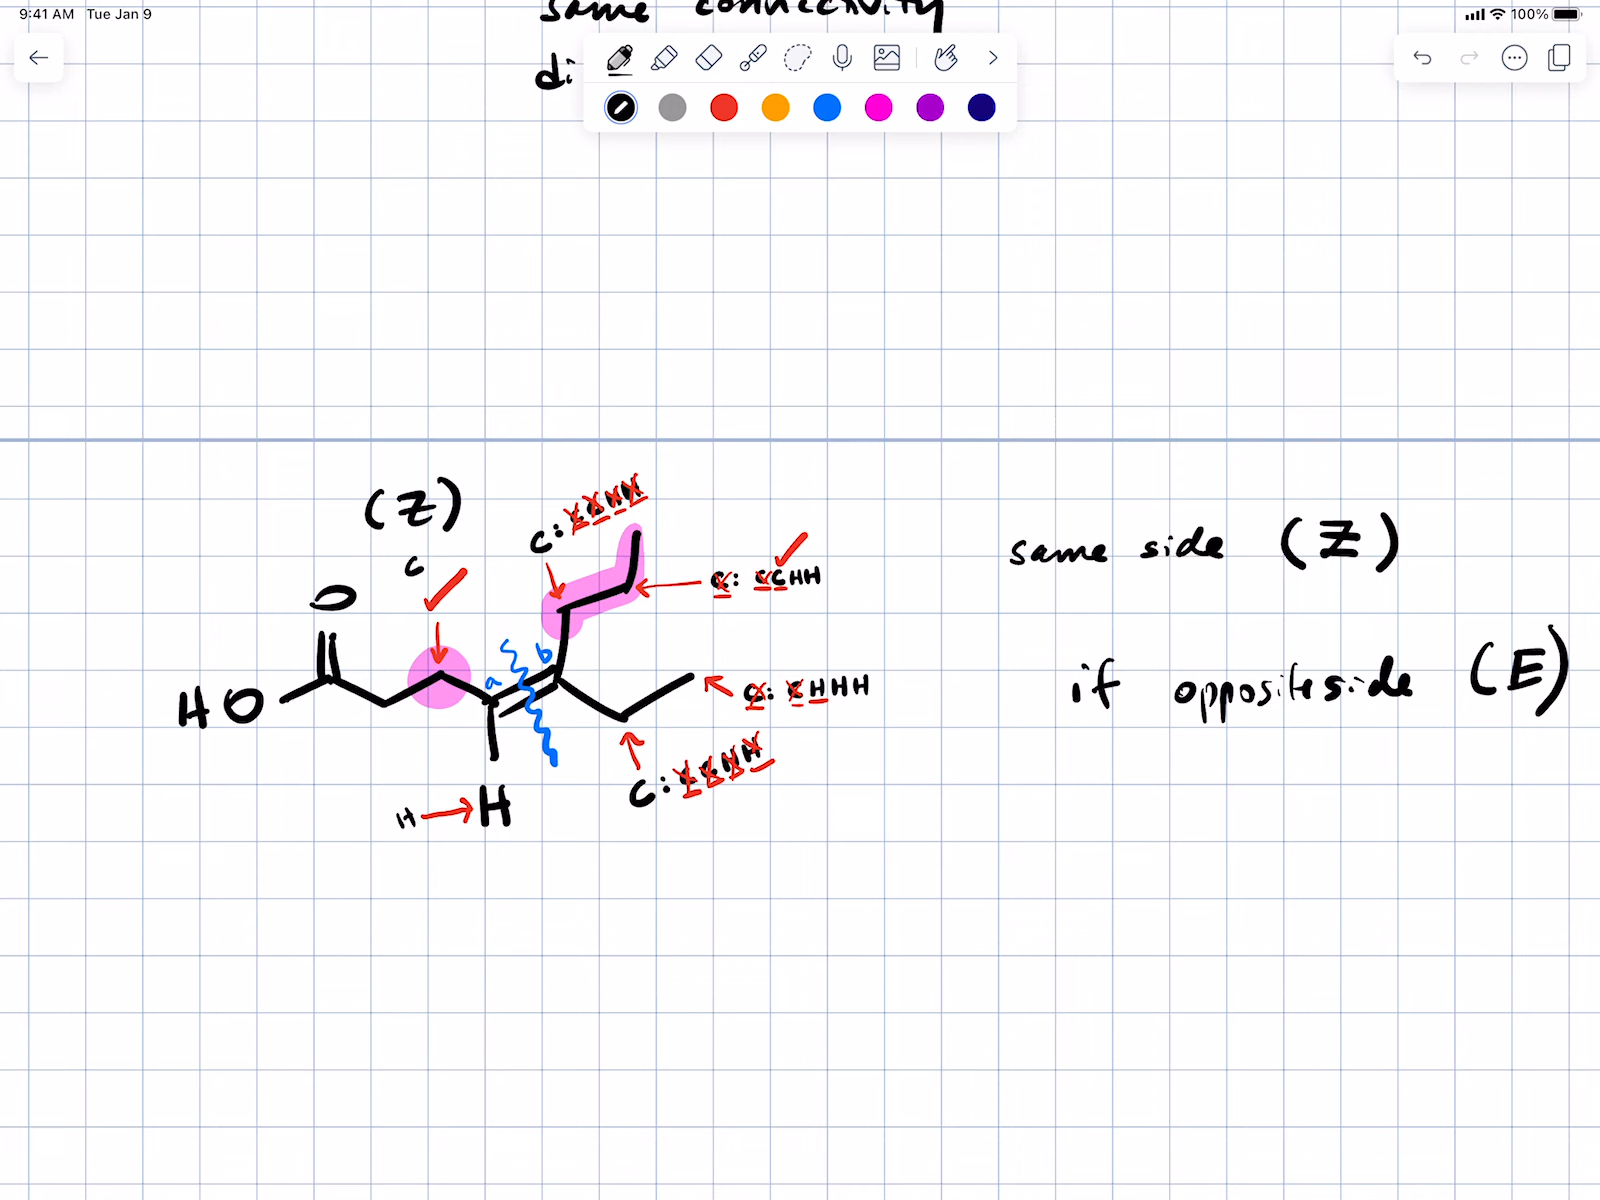 9:41 AM Tue Jan 9
100%
same connectivity
di
(Z)
C: CCHH
C
C: CCHH
same side (Z)
O
b
a
HO
C: CHHH
if opposite side (E)
C: CCHH
H
H